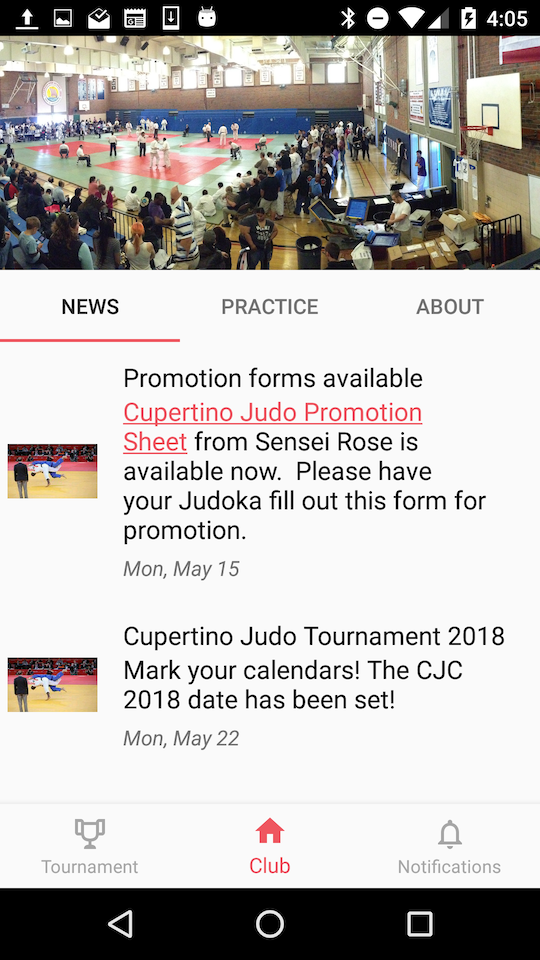 4:05
NEWS
PRACTICE
ABOUT
Promotion forms available
Cupertino Judo Promotion
Sheet from Sensei Rose is
available now.  Please have
your Judoka fill out this form for
promotion.
Mon, May 15
Cupertino Judo Tournament 2018
Mark your calendars! The CJC
2018 date has been set!
Mon, May 22
Tournament
Club
Notifications